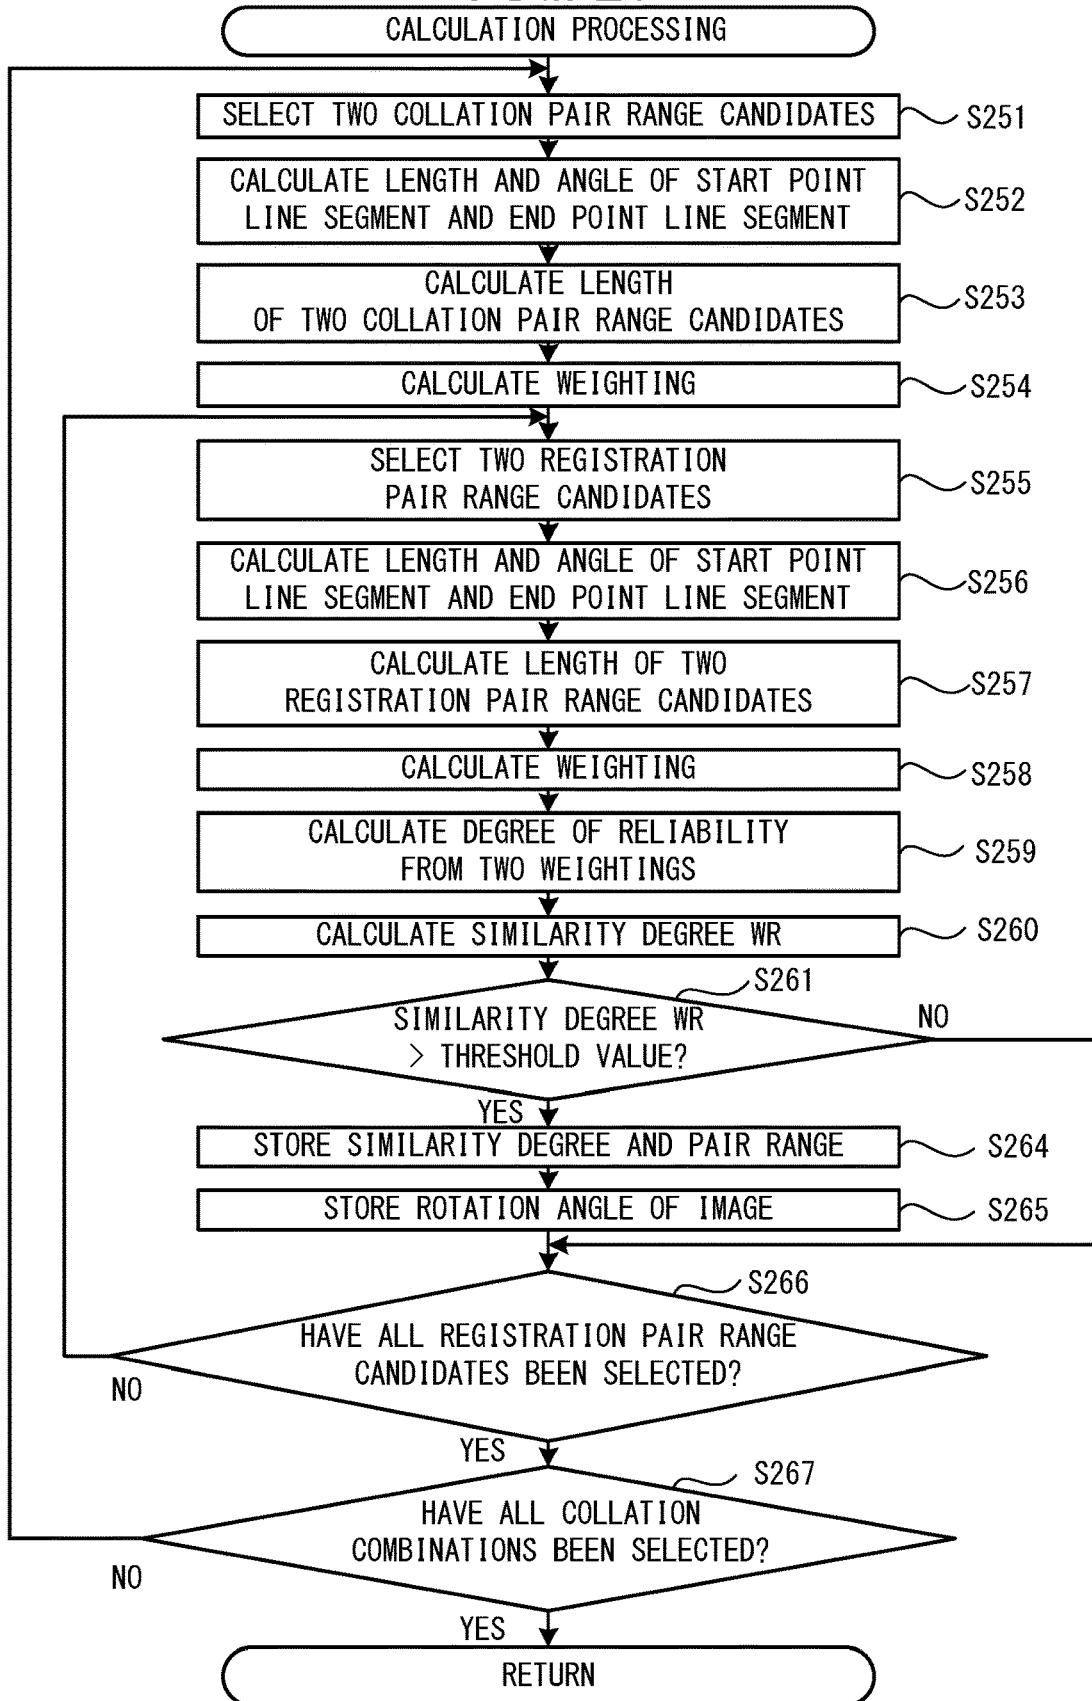 CALCULATION PROCESSING
SELECT TWO COLLATION PAIR RANGE CANDIDATES
S251
CALCULATE LENGTH AND ANGLE OF START POINT
LINE SEGMENT AND END POINT LINE SEGMENT
S252
CALCULATE LENGTH
OF TWO COLLATION PAIR RANGE CANDIDATES
S253
CALCULATE WEIGHTING
S254
SELECT TWO REGISTRATION
PAIR RANGE CANDIDATES
S255
CALCULATE LENGTH AND ANGLE OF START POINT
LINE SEGMENT AND END POINT LINE SEGMENT
S256
CALCULATE LENGTH OF TWO
REGISTRATION PAIR RANGE CANDIDATES
S257
CALCULATE WEIGHTING
S258
CALCULATE DEGREE OF RELIABILITY
FROM TWO WEIGHTINGS
S259
CALCULATE SIMILARITY DEGREE WR
S260
S261
SIMILARITY DEGREE WR
> THRESHOLD VALUE?
NO
YES
STORE SIMILARITY DEGREE AND PAIR RANGE
S264
STORE ROTATION ANGLE OF IMAGE
S265
S266
HAVE ALL REGISTRATION PAIR RANGE
CANDIDATES BEEN SELECTED?
NO
YES
S267
HAVE ALL COLLATION
COMBINATIONS BEEN SELECTED?
NO
YES
RETURN